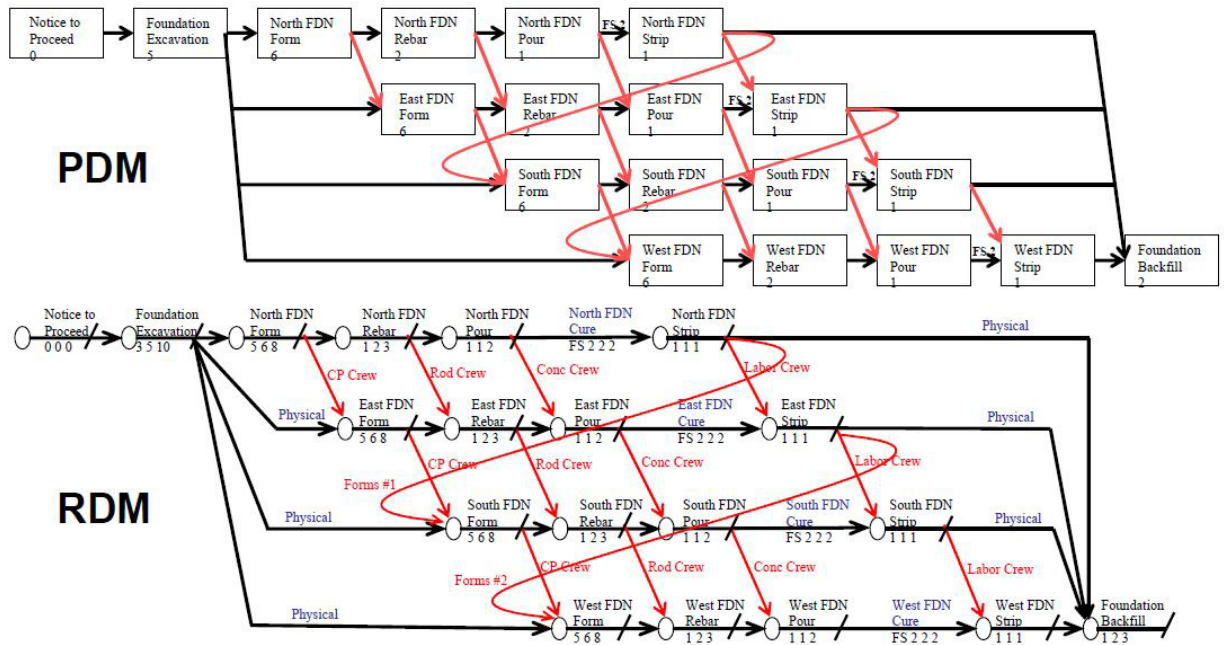 Notice to
Proceed
0
Foundation
Excavation
5
North FDN
Form
6
North FDN
Rebar
2
North FDN
Pour
1
FS 2
North FDN
Strip
1
East FDN
Form
6
East FDN
Rebar
2
East FDN
Pour
1
FS 2
East FDN
Strip
1
PDM
South FDN
Form
6
South FDN
Rebar
2
South FDN
Pour
1
FS 2
South FDN
Strip
1
West FDN
Form
6
West FDN
Rebar
2
West FDN
Pour
1
FS 2
West FDN
Strip
1
Foundation
Backfill
2
Notice to
Proceed
0 0 0
Foundation
Excavation
3 5 10
North FDN
Form
5 6 8
North FDN
Rebar
1 2 3
North FDN
Pour
1 1 2
North FDN
Cure
FS 2 2 2
North FDN
Strip
1 1 1
Physical
CP Crew
Rod Crew
Conc Crew
Labor Crew
Physical
East FDN
Form
5 6 8
East FDN
Rebar
1 2 3
East FDN
Pour
1 1 2
East FDN
Cure
FS 2 2 2
East FDN
Strip
1 1 1
Physical
RDM
Forms #1
CP Crew
Rod Crew
Conc Crew
Labor Crew
Physical
South FDN
Form
5 6 8
South FDN
Rebar
1 2 3
South FDN
Pour
1 1 2
South FDN
Cure
FS 2 2 2
South FDN
Strip
1 1 1
Physical
Forms #2
CP Crew
Rod Crew
Conc Crew
Labor Crew
Physical
West FDN
Form
5 6 8
West FDN
Rebar
1 2 3
West FDN
Pour
1 1 2
West FDN
Cure
FS 2 2 2
West FDN
Strip
1 1 1
Foundation
Backfill
1 2 3